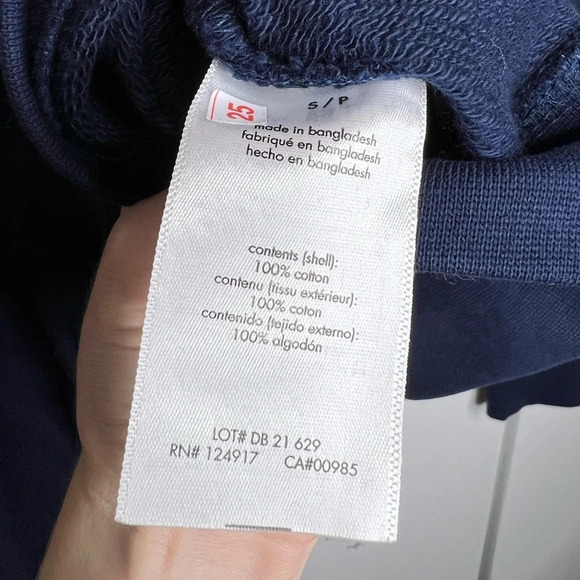 25
S / P
made in bangladesh
fabriqué en bangladesh
hecho en bangladesh
contents (shell):
100% cotton
contenu (tissu extérieur):
100% coton
contenido (tejido externo):
100% algodón
LOT# DB 21 629
RN# 124917 CA#00985